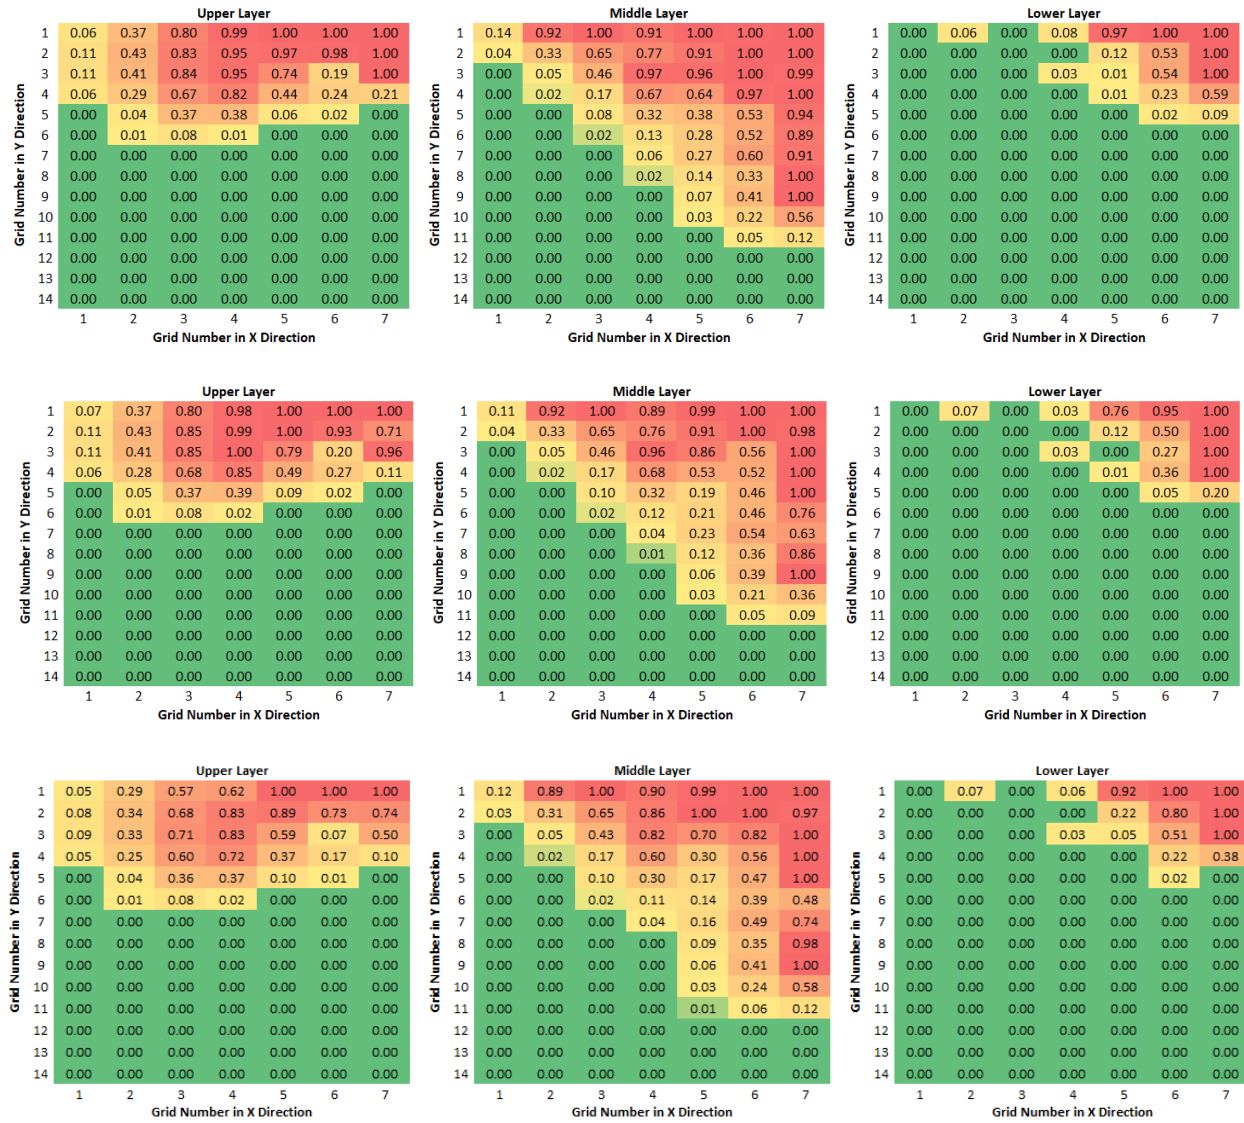 Upper Layer Middle Layer Lower Layer
1 0.06 0.37 0.80 0.99 1.00 1.00 1.00 1 0.14 0.92 1.00 0.91 1.00 1.00 1.00 1 0.00 0.06 0.00 0.08 0.97 1.00 1.00
2 0.11 0.43 0.83 0.95 0.97 0.98 1.00 2 0.04 0.33 0.65 0.77 0.91 1.00 1.00 2 0.00 0.00 0.00 0.00 0.12 0.53 1.00
3 0.11 0.41 0.84 0.95 0.74 0.19 1.00 3 0.00 0.05 0.46 0.97 0.96 1.00 0.99 3 0.00 0.00 0.00 0.03 0.01 0.54 1.00
4 0.06 0.29 0.67 0.82 0.44 0.24 0.21 4 0.00 0.02 0.17 0.67 0.64 0.97 1.00 4 0.00 0.00 0.00 0.00 0.01 0.23 0.59
5 0.00 0.04 0.37 0.38 0.06 0.02 0.00 5 0.00 0.00 0.08 0.32 0.38 0.53 0.94 5 0.00 0.00 0.00 0.00 0.00 0.02 0.09
6 0.00 0.01 0.08 0.01 0.00 0.00 0.00 6 0.00 0.00 0.02 0.13 0.28 0.52 0.89 6 0.00 0.00 0.00 0.00 0.00 0.00 0.00
7 0.00 0.00 0.00 0.00 0.00 0.00 0.00 7 0.00 0.00 0.00 0.06 0.27 0.60 0.91 7 0.00 0.00 0.00 0.00 0.00 0.00 0.00
8 0.00 0.00 0.00 0.00 0.00 0.00 0.00 8 0.00 0.00 0.00 0.02 0.14 0.33 1.00 8 0.00 0.00 0.00 0.00 0.00 0.00 0.00
9 0.00 0.00 0.00 0.00 0.00 0.00 0.00 9 0.00 0.00 0.00 0.00 0.07 0.41 1.00 9 0.00 0.00 0.00 0.00 0.00 0.00 0.00
10 0.00 0.00 0.00 0.00 0.00 0.00 0.00 10 0.00 0.00 0.00 0.00 0.03 0.22 0.56 10 0.00 0.00 0.00 0.00 0.00 0.00 0.00
11 0.00 0.00 0.00 0.00 0.00 0.00 0.00 11 0.00 0.00 0.00 0.00 0.00 0.05 0.12 11 0.00 0.00 0.00 0.00 0.00 0.00 0.00
12 0.00 0.00 0.00 0.00 0.00 0.00 0.00 12 0.00 0.00 0.00 0.00 0.00 0.00 0.00 12 0.00 0.00 0.00 0.00 0.00 0.00 0.00
13 0.00 0.00 0.00 0.00 0.00 0.00 0.00 13 0.00 0.00 0.00 0.00 0.00 0.00 0.00 13 0.00 0.00 0.00 0.00 0.00 0.00 0.00
14 0.00 0.00 0.00 0.00 0.00 0.00 0.00 14 0.00 0.00 0.00 0.00 0.00 0.00 0.00 14 0.00 0.00 0.00 0.00 0.00 0.00 0.00
1 2 3 4 5 6 7 1 2 3 4 5 6 7 1 2 3 4 5 6 7
Grid Number in X Direction Grid Number in X Direction Grid Number in X Direction
Grid Number in Y Direction Grid Number in Y Direction Grid Number in Y Direction
Upper Layer Middle Layer Lower Layer
1 0.07 0.37 0.80 0.98 1.00 1.00 1.00 1 0.11 0.92 1.00 0.89 0.99 1.00 1.00 1 0.00 0.07 0.00 0.03 0.76 0.95 1.00
2 0.11 0.43 0.85 0.99 1.00 0.93 0.71 2 0.04 0.33 0.65 0.76 0.91 1.00 0.98 2 0.00 0.00 0.00 0.00 0.12 0.50 1.00
3 0.11 0.41 0.85 1.00 0.79 0.20 0.96 3 0.00 0.05 0.46 0.96 0.86 0.56 1.00 3 0.00 0.00 0.00 0.03 0.00 0.27 1.00
4 0.06 0.28 0.68 0.85 0.49 0.27 0.11 4 0.00 0.02 0.17 0.68 0.53 0.52 1.00 4 0.00 0.00 0.00 0.00 0.01 0.36 1.00
5 0.00 0.05 0.37 0.39 0.09 0.02 0.00 5 0.00 0.00 0.10 0.32 0.19 0.46 1.00 5 0.00 0.00 0.00 0.00 0.00 0.05 0.20
6 0.00 0.01 0.08 0.02 0.00 0.00 0.00 6 0.00 0.00 0.02 0.12 0.21 0.46 0.76 6 0.00 0.00 0.00 0.00 0.00 0.00 0.00
7 0.00 0.00 0.00 0.00 0.00 0.00 0.00 7 0.00 0.00 0.00 0.04 0.23 0.54 0.63 7 0.00 0.00 0.00 0.00 0.00 0.00 0.00
8 0.00 0.00 0.00 0.00 0.00 0.00 0.00 8 0.00 0.00 0.00 0.01 0.12 0.36 0.86 8 0.00 0.00 0.00 0.00 0.00 0.00 0.00
9 0.00 0.00 0.00 0.00 0.00 0.00 0.00 9 0.00 0.00 0.00 0.00 0.06 0.39 1.00 9 0.00 0.00 0.00 0.00 0.00 0.00 0.00
10 0.00 0.00 0.00 0.00 0.00 0.00 0.00 10 0.00 0.00 0.00 0.00 0.03 0.21 0.36 10 0.00 0.00 0.00 0.00 0.00 0.00 0.00
11 0.00 0.00 0.00 0.00 0.00 0.00 0.00 11 0.00 0.00 0.00 0.00 0.00 0.05 0.09 11 0.00 0.00 0.00 0.00 0.00 0.00 0.00
12 0.00 0.00 0.00 0.00 0.00 0.00 0.00 12 0.00 0.00 0.00 0.00 0.00 0.00 0.00 12 0.00 0.00 0.00 0.00 0.00 0.00 0.00
13 0.00 0.00 0.00 0.00 0.00 0.00 0.00 13 0.00 0.00 0.00 0.00 0.00 0.00 0.00 13 0.00 0.00 0.00 0.00 0.00 0.00 0.00
14 0.00 0.00 0.00 0.00 0.00 0.00 0.00 14 0.00 0.00 0.00 0.00 0.00 0.00 0.00 14 0.00 0.00 0.00 0.00 0.00 0.00 0.00
1 2 3 4 5 6 7 1 2 3 4 5 6 7 1 2 3 4 5 6 7
Grid Number in X Direction Grid Number in X Direction Grid Number in X Direction
Grid Number in Y Direction Grid Number in Y Direction Grid Number in Y Direction
Upper Layer Middle Layer Lower Layer
1 0.05 0.29 0.57 0.62 1.00 1.00 1.00 1 0.12 0.89 1.00 0.90 0.99 1.00 1.00 1 0.00 0.07 0.00 0.06 0.92 1.00 1.00
2 0.08 0.34 0.68 0.83 0.89 0.73 0.74 2 0.03 0.31 0.65 0.86 1.00 1.00 0.97 2 0.00 0.00 0.00 0.00 0.22 0.80 1.00
3 0.09 0.33 0.71 0.83 0.59 0.07 0.50 3 0.00 0.05 0.43 0.82 0.70 0.82 1.00 3 0.00 0.00 0.00 0.03 0.05 0.51 1.00
4 0.05 0.25 0.60 0.72 0.37 0.17 0.10 4 0.00 0.02 0.17 0.60 0.30 0.56 1.00 4 0.00 0.00 0.00 0.00 0.00 0.22 0.38
5 0.00 0.04 0.36 0.37 0.10 0.01 0.00 5 0.00 0.00 0.10 0.30 0.17 0.47 1.00 5 0.00 0.00 0.00 0.00 0.00 0.02 0.00
6 0.00 0.01 0.08 0.02 0.00 0.00 0.00 6 0.00 0.00 0.02 0.11 0.14 0.39 0.48 6 0.00 0.00 0.00 0.00 0.00 0.00 0.00
7 0.00 0.00 0.00 0.00 0.00 0.00 0.00 7 0.00 0.00 0.00 0.04 0.16 0.49 0.74 7 0.00 0.00 0.00 0.00 0.00 0.00 0.00
8 0.00 0.00 0.00 0.00 0.00 0.00 0.00 8 0.00 0.00 0.00 0.00 0.09 0.35 0.98 8 0.00 0.00 0.00 0.00 0.00 0.00 0.00
9 0.00 0.00 0.00 0.00 0.00 0.00 0.00 9 0.00 0.00 0.00 0.00 0.06 0.41 1.00 9 0.00 0.00 0.00 0.00 0.00 0.00 0.00
10 0.00 0.00 0.00 0.00 0.00 0.00 0.00 10 0.00 0.00 0.00 0.00 0.03 0.24 0.58 10 0.00 0.00 0.00 0.00 0.00 0.00 0.00
11 0.00 0.00 0.00 0.00 0.00 0.00 0.00 11 0.00 0.00 0.00 0.00 0.01 0.06 0.12 11 0.00 0.00 0.00 0.00 0.00 0.00 0.00
12 0.00 0.00 0.00 0.00 0.00 0.00 0.00 12 0.00 0.00 0.00 0.00 0.00 0.00 0.00 12 0.00 0.00 0.00 0.00 0.00 0.00 0.00
13 0.00 0.00 0.00 0.00 0.00 0.00 0.00 13 0.00 0.00 0.00 0.00 0.00 0.00 0.00 13 0.00 0.00 0.00 0.00 0.00 0.00 0.00
14 0.00 0.00 0.00 0.00 0.00 0.00 0.00 14 0.00 0.00 0.00 0.00 0.00 0.00 0.00 14 0.00 0.00 0.00 0.00 0.00 0.00 0.00
1 2 3 4 5 6 7 1 2 3 4 5 6 7 1 2 3 4 5 6 7
Grid Number in X Direction Grid Number in X Direction Grid Number in X Direction
Grid Number in Y Direction Grid Number in Y Direction Grid Number in Y Direction